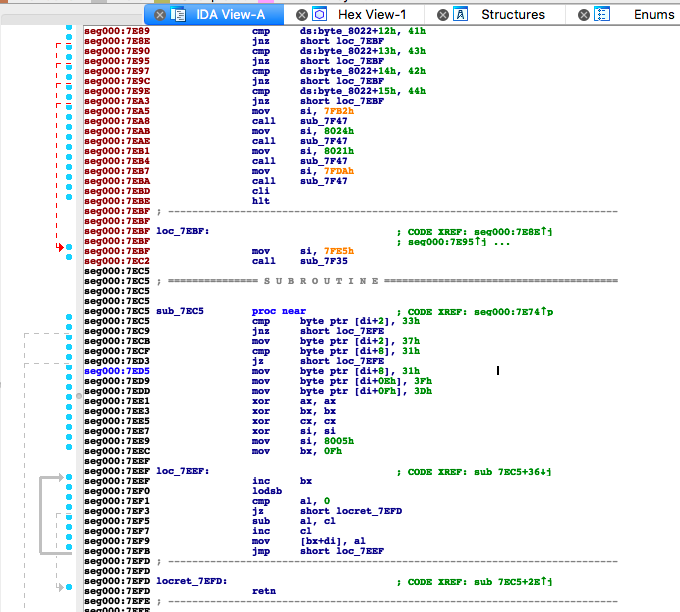 IDA View-A Hex View-1 Structures Enums
seg000:7E89 cmp ds:byte_8022+12h, 41h
seg000:7E8E jnz short loc_7EBF
seg000:7E90 cmp ds:byte_8022+13h, 43h
seg000:7E95 jnz short loc_7EBF
seg000:7E97 cmp ds:byte_8022+14h, 42h
seg000:7E9C jnz short loc_7EBF
seg000:7E9E cmp ds:byte_8022+15h, 44h
seg000:7EA3 jnz short loc_7EBF
seg000:7EA5 mov si, 7FB2h
seg000:7EA8 call sub_7F47
seg000:7EAB mov si, 8024h
seg000:7EAE call sub_7F47
seg000:7EB1 mov si, 8021h
seg000:7EB4 call sub_7F47
seg000:7EB7 mov si, 7FDAh
seg000:7EBA call sub_7F47
seg000:7EBD cli
seg000:7EBE hlt
seg000:7EBF ; ---------------------------------------------------------------------------
seg000:7EBF
seg000:7EBF loc_7EBF: ; CODE XREF: seg000:7E8E↑j
seg000:7EBF ; seg000:7E95↑j ...
seg000:7EBF mov si, 7FE5h
seg000:7EC2 call sub_7F35
seg000:7EC5
seg000:7EC5 ; =============== S U B R O U T I N E =======================================
seg000:7EC5
seg000:7EC5
seg000:7EC5 sub_7EC5 proc near ; CODE XREF: seg000:7E74↑p
seg000:7EC5 cmp byte ptr [di+2], 33h
seg000:7EC9 jnz short loc_7EFE
seg000:7ECB mov byte ptr [di+2], 37h
seg000:7ECF cmp byte ptr [di+8], 31h
seg000:7ED3 jz short loc_7EFE
seg000:7ED5 mov byte ptr [di+8], 31h
seg000:7ED9 mov byte ptr [di+0Eh], 3Fh
seg000:7EDD mov byte ptr [di+0Fh], 3Dh
seg000:7EE1 xor ax, ax
seg000:7EE3 xor bx, bx
seg000:7EE5 xor cx, cx
seg000:7EE7 xor si, si
seg000:7EE9 mov si, 8005h
seg000:7EEC mov bx, 0Fh
seg000:7EEF
seg000:7EEF loc_7EEF: ; CODE XREF: sub 7EC5+36↓j
seg000:7EEF inc bx
seg000:7EF0 lodsb
seg000:7EF1 cmp al, 0
seg000:7EF3 jz short locret_7EFD
seg000:7EF5 sub al, cl
seg000:7EF7 inc cl
seg000:7EF9 mov [bx+di], al
seg000:7EFB jmp short loc_7EEF
seg000:7EFD ; ---------------------------------------------------------------------------
seg000:7EFD
seg000:7EFD locret_7EFD: ; CODE XREF: sub 7EC5+2E↑j
seg000:7EFD retn
seg000:7EFE ; ---------------------------------------------------------------------------